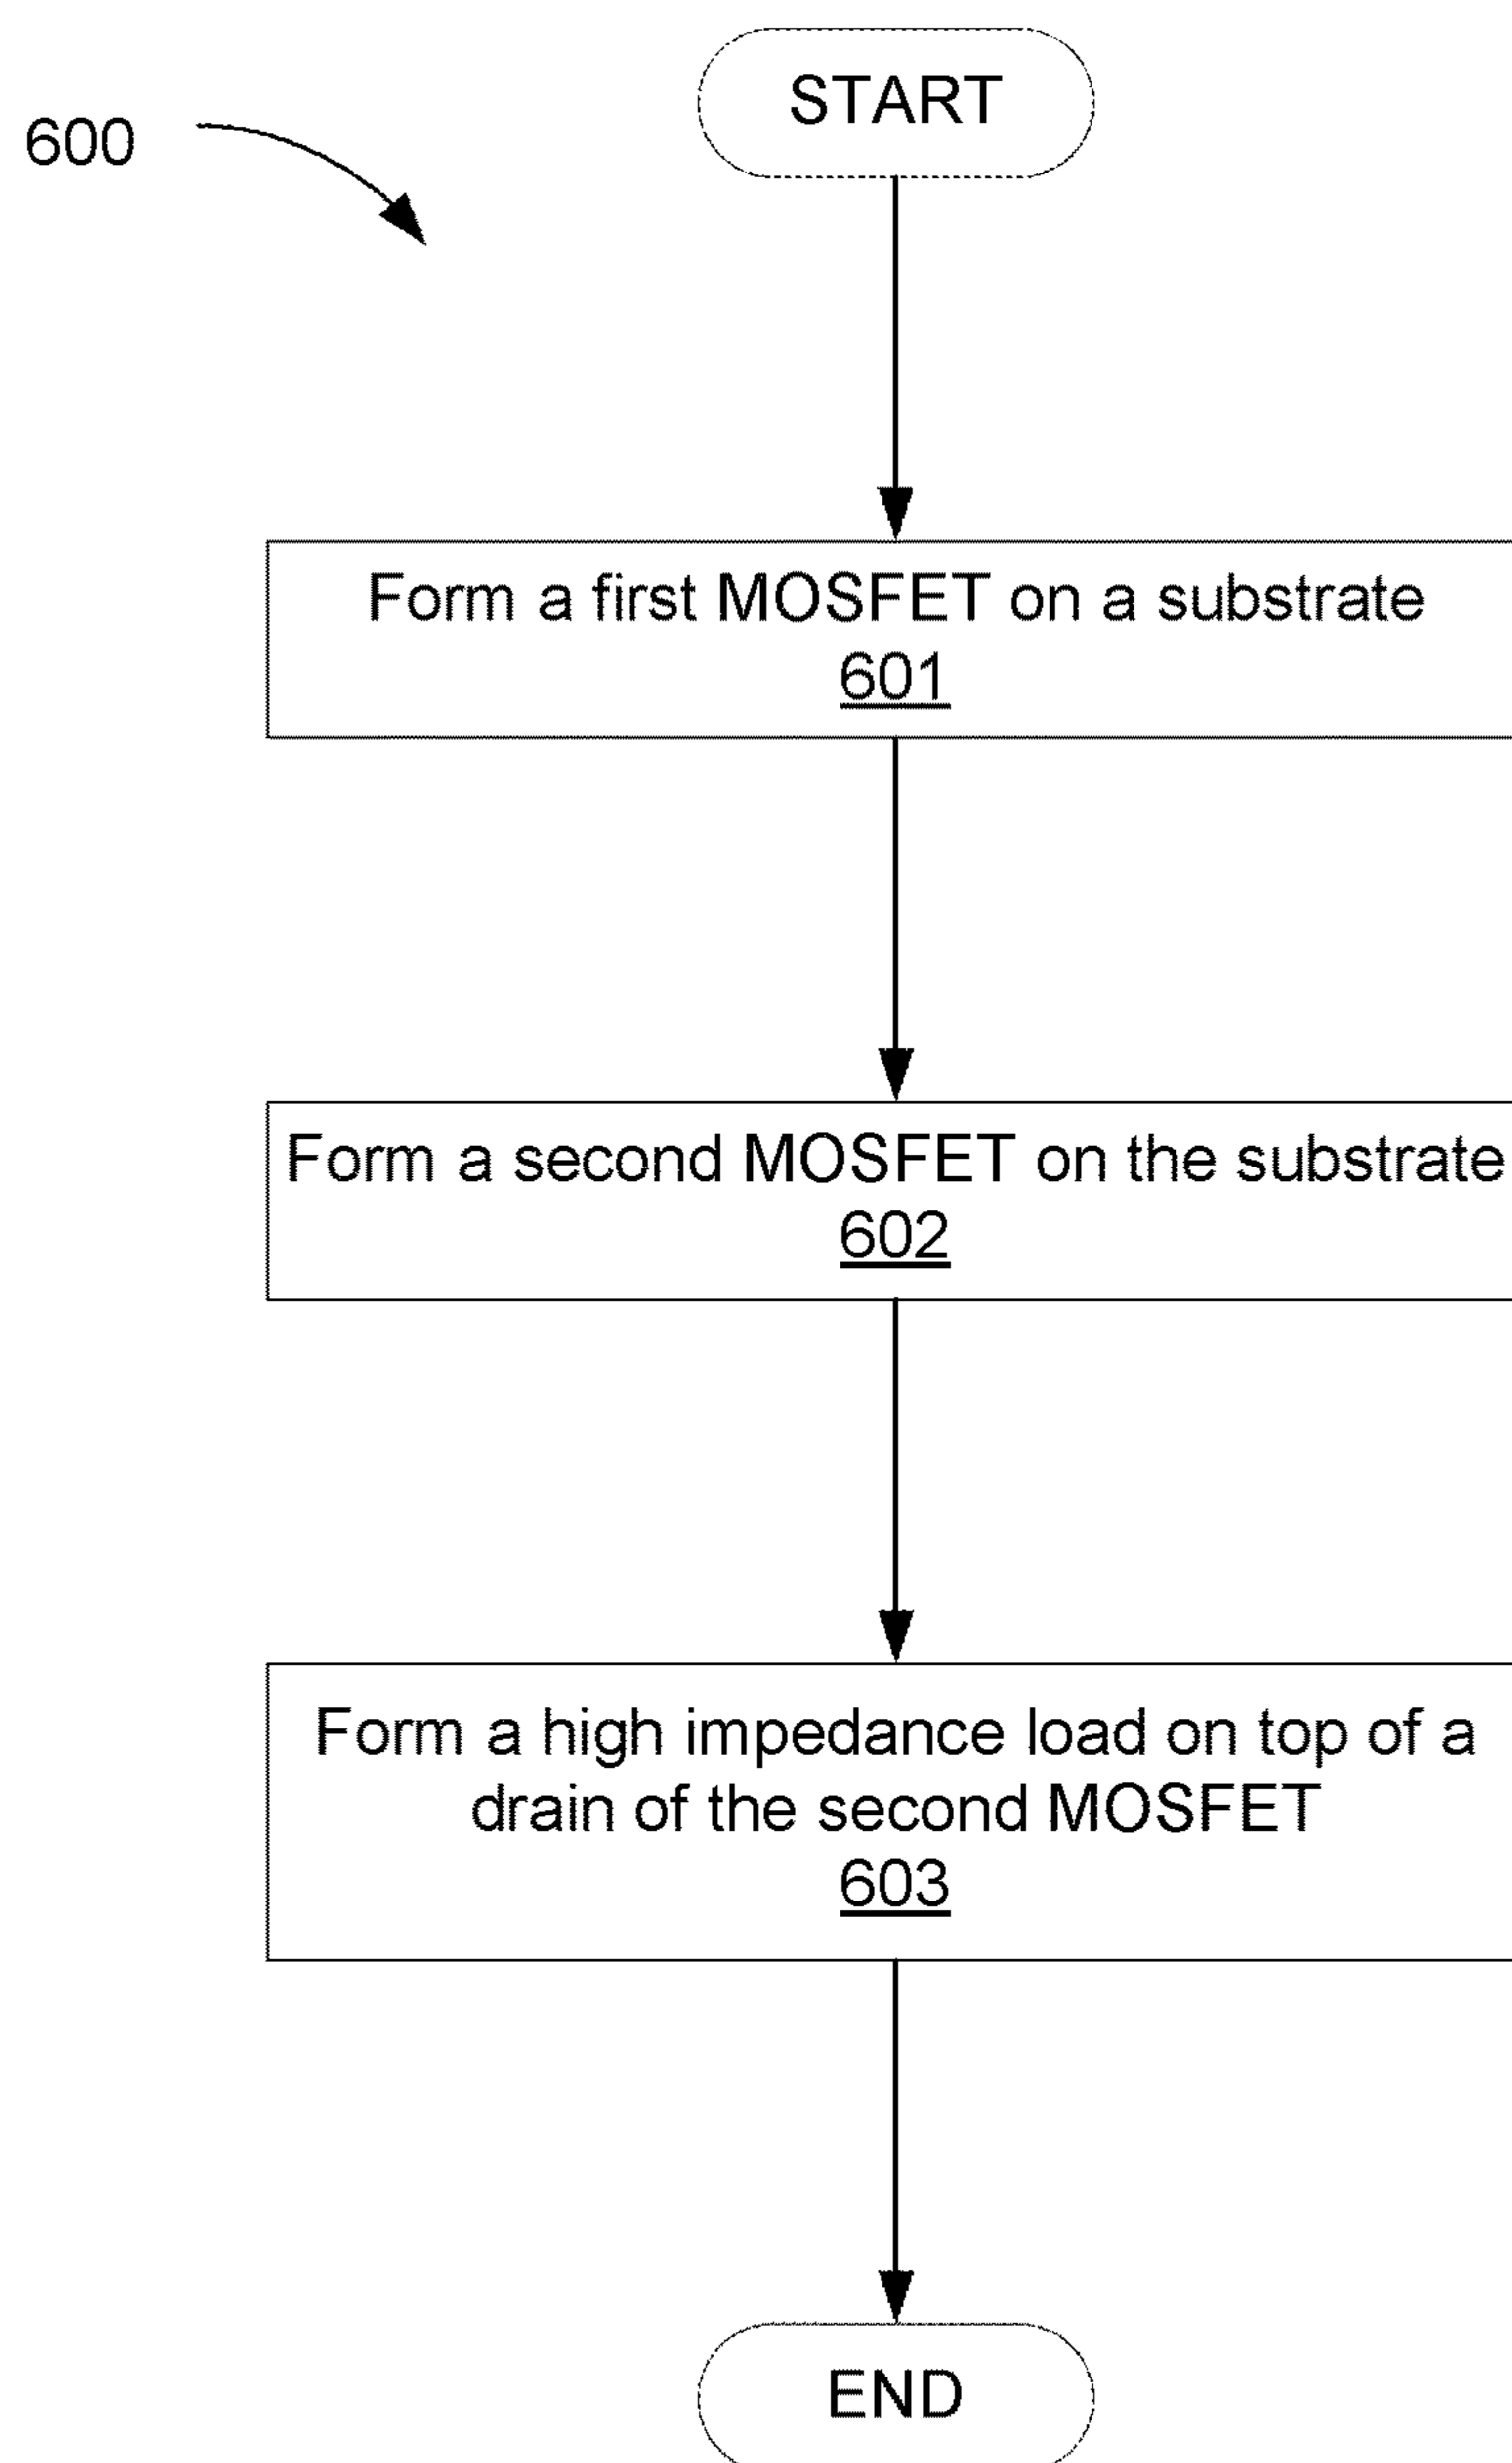 START
600
Form a first MOSFET on a substrate
601
Form a second MOSFET on the substrate
602
Form a high impedance load on top of a
drain of the second MOSFET
603
END